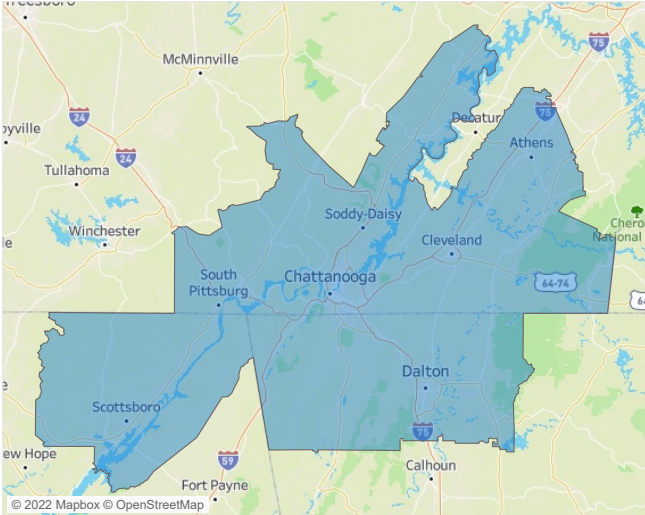 reesboro
McMinnville
75
24
Decatur
75
yville
24
Athens
Tullahoma
Soddy-Daisy
Chero
National
Winchester
le
Cleveland
South
Pittsburg
Chattanooga
64-74
64
Dalton
Scottsboro
75
ew Hope
59
Calhoun
Fort Payne
© 2022 Mapbox © OpenStreetMap